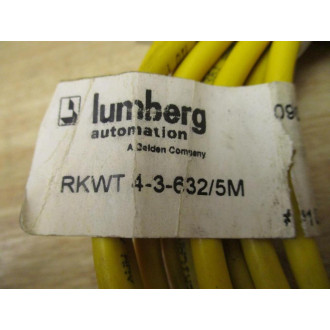 lumberg
automation
A Belden Company
RKWT 4-3-632/5M